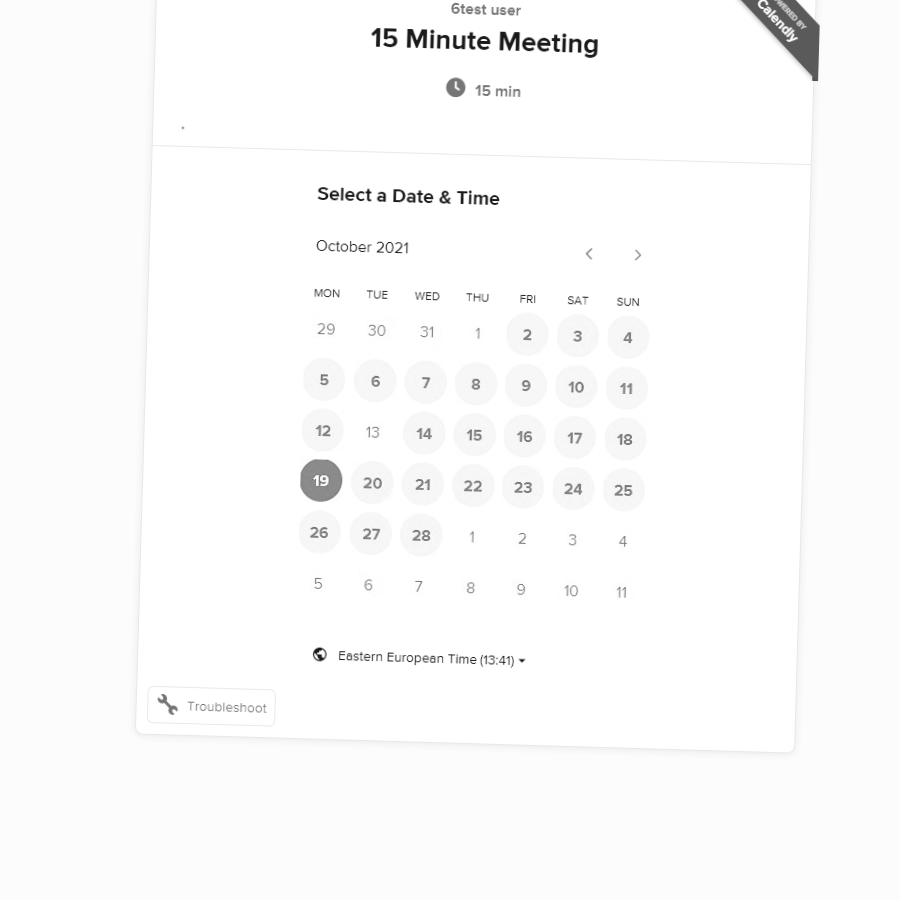 6test user
POWERED BY
Calendly
15 Minute Meeting
15 min
.
Select a Date & Time
October 2021
MON TUE WED THU FRI SAT SUN
29 30 31 1 2 3 4
5 6 7 8 9 10 11
12 13 14 15 16 17 18
19 20 21 22 23 24 25
26 27 28 1 2 3 4
5 6 7 8 9 10 11
Eastern European Time (13:41)
Troubleshoot